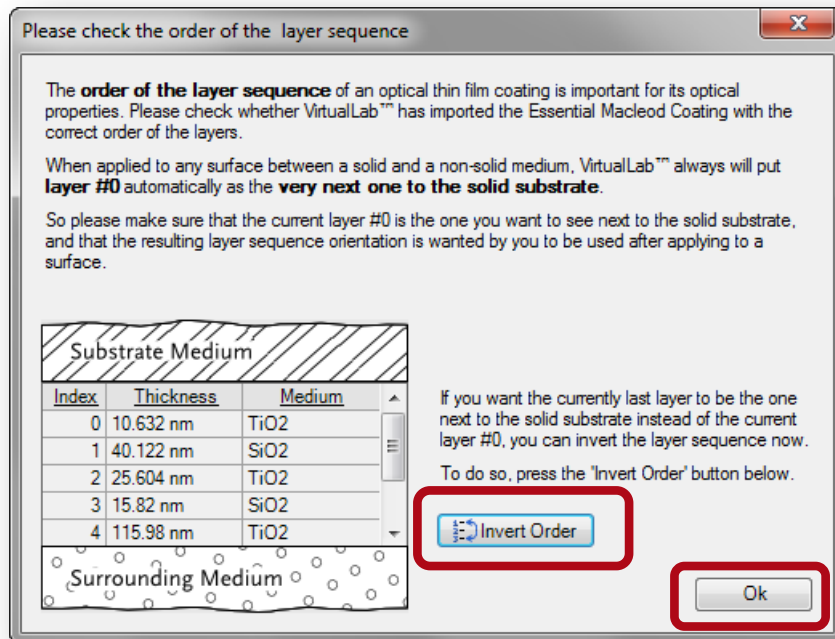 Please check the order of the layer sequence
The order of the layer sequence of an optical thin film coating is important for its optical
properties. Please check whether VirtualLab™ has imported the Essential Macleod Coating with the
correct order of the layers.
When applied to any surface between a solid and a non-solid medium, VirtualLab™ always will put
layer #0 automatically as the very next one to the solid substrate.
So please make sure that the current layer #0 is the one you want to see next to the solid substrate,
and that the resulting layer sequence orientation is wanted by you to be used after applying to a
surface.
Substrate Medium
Index Thickness Medium
0 10.632 nm TiO2
1 40.122 nm SiO2
2 25.604 nm TiO2
3 15.82 nm SiO2
4 115.98 nm TiO2
Surrounding Medium
If you want the currently last layer to be the one
next to the solid substrate instead of the current
layer #0, you can invert the layer sequence now.
To do so, press the 'Invert Order' button below.
Invert Order
Ok